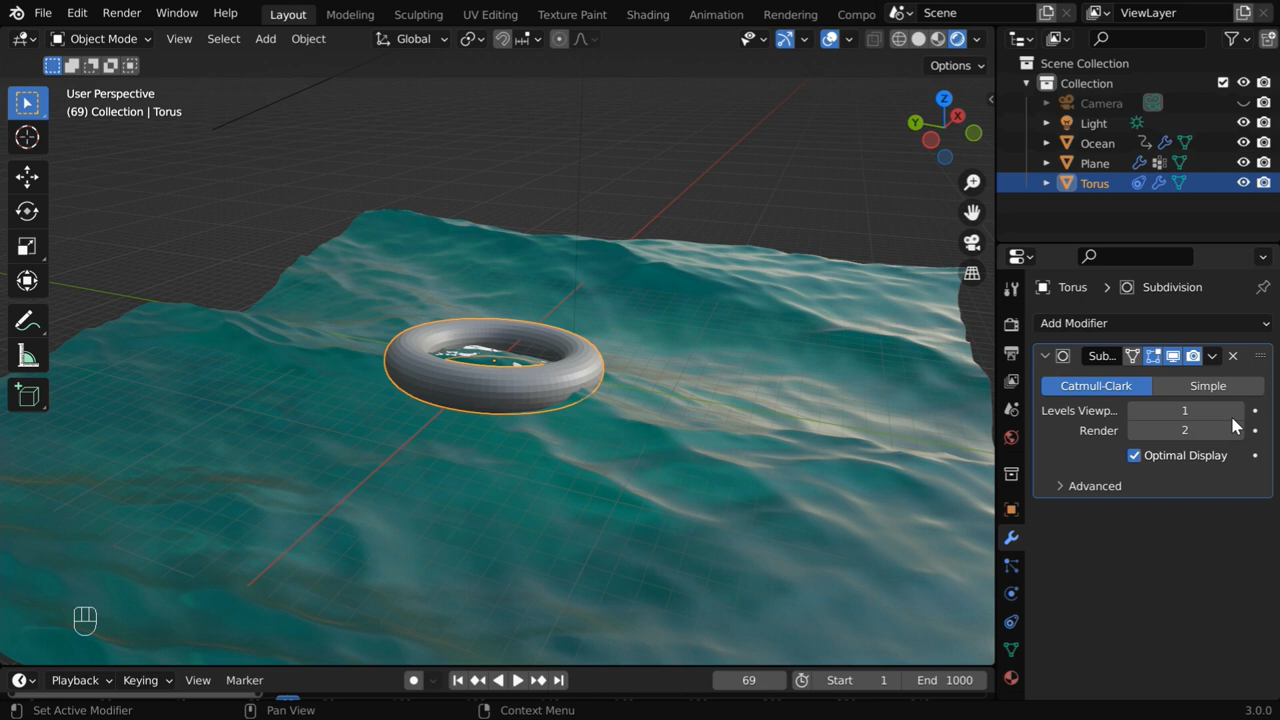 File Edit Render Window Help Layout Modeling Sculpting UV Editing Texture Paint Shading Animation Rendering Compo Scene ViewLayer
Object Mode View Select Add Object Global
Options
User Perspective
(69) Collection | Torus
Z
Y
X
Scene Collection
Collection
Camera
Light
Ocean
Plane
Torus
Torus > Subdivision
Add Modifier
Sub...
Catmull-Clark Simple
Levels Viewp... 1
Render 2
Optimal Display
Advanced
Playback Keying View Marker 69 Start 1 End 1000
Set Active Modifier Pan View Context Menu 3.0.0